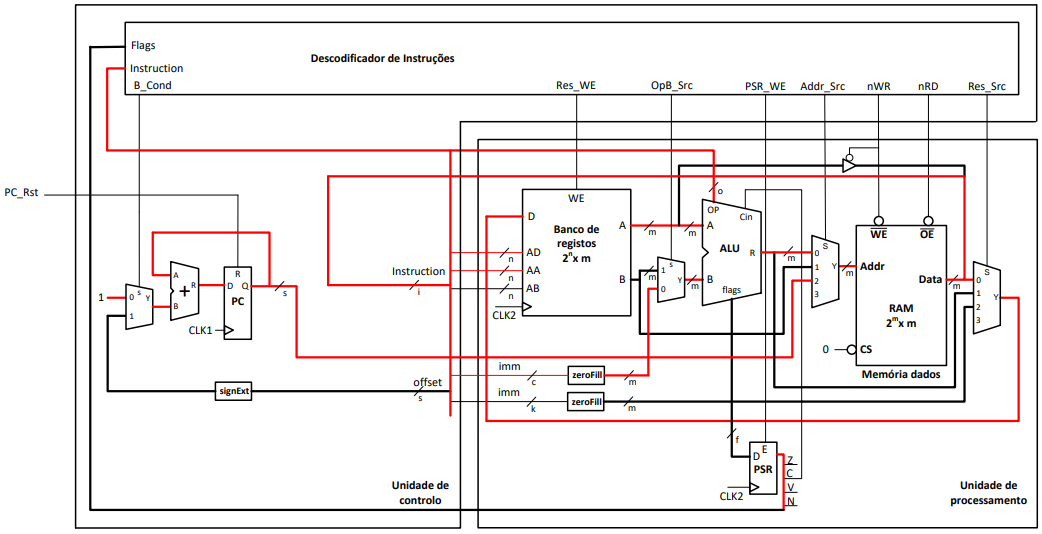 Flags
Instruction
Descodificador de Instruções
B_Cond
Res_WE
OpB_Src
PSR_WE
Addr_Src
nWR
nRD
Res_Src
PC_Rst
WE
D
Banco de
registos
2^n x m
A
B
AD
AA
AB
n
n
n
CLK2
m
m
m
m
1
0
S
Y
o
OP
Cin
A
B
ALU
R
flags
m
S
0
1
2
3
Y
m
WE
OE
Addr
Data
RAM
2^m x m
0
CS
Memória dados
m
S
0
1
2
3
Y
Instruction
i
1
0
1
S
Y
A
B
+
R
R
D
Q
PC
CLK1
s
signExt
offset
s
imm
c
zeroFill
m
imm
k
zeroFill
m
f
D
E
PSR
CLK2
Z
C
V
N
Unidade de
controlo
Unidade de
processamento